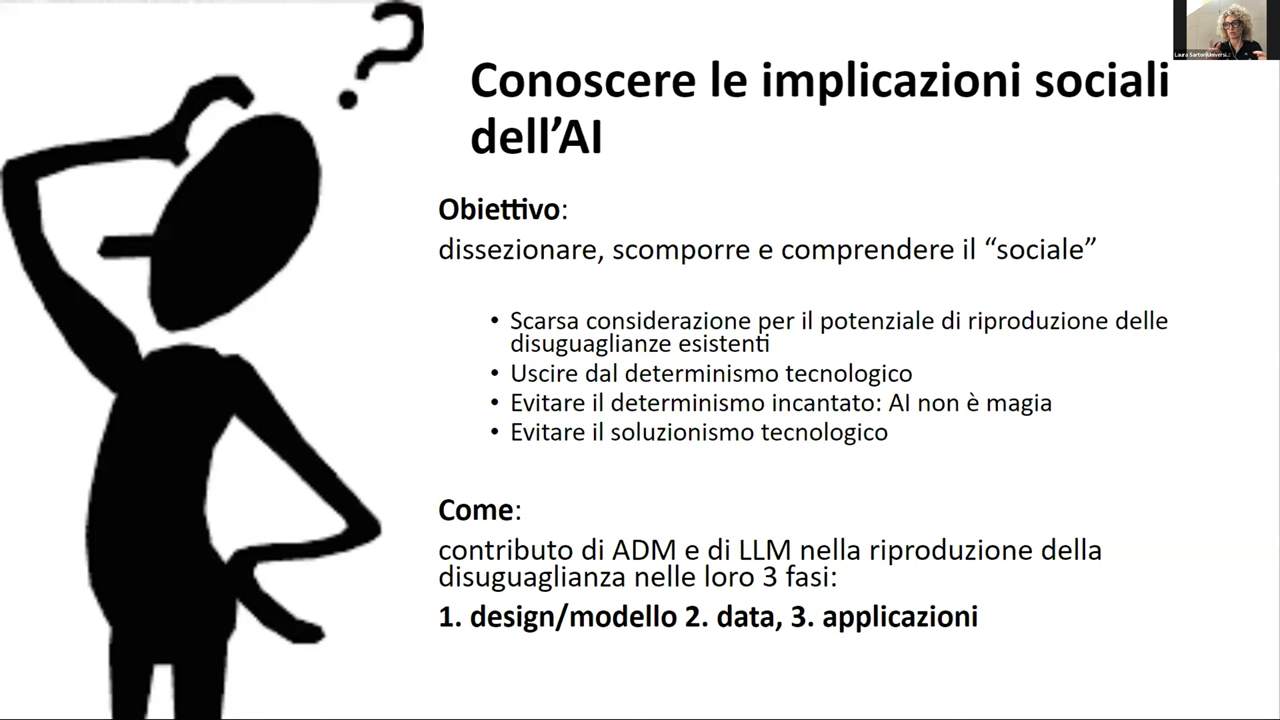 Laura Sartori|Universi...
Conoscere le implicazioni sociali
dell’AI
Obiettivo:
dissezionare, scomporre e comprendere il “sociale”
• Scarsa considerazione per il potenziale di riproduzione delle
disuguaglianze esistenti
• Uscire dal determinismo tecnologico
• Evitare il determinismo incantato: AI non è magia
• Evitare il soluzionismo tecnologico
Come:
contributo di ADM e di LLM nella riproduzione della
disuguaglianza nelle loro 3 fasi:
1. design/modello 2. data, 3. applicazioni